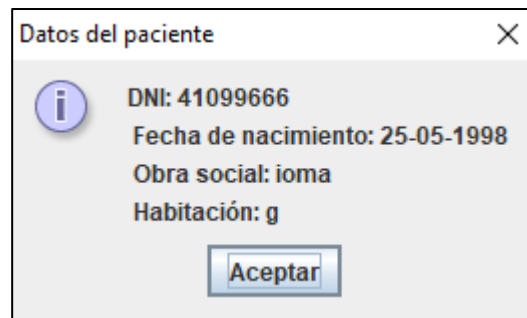 Datos del paciente
DNI: 41099666
Fecha de nacimiento: 25-05-1998
Obra social: ioma
Habitación: g
Aceptar